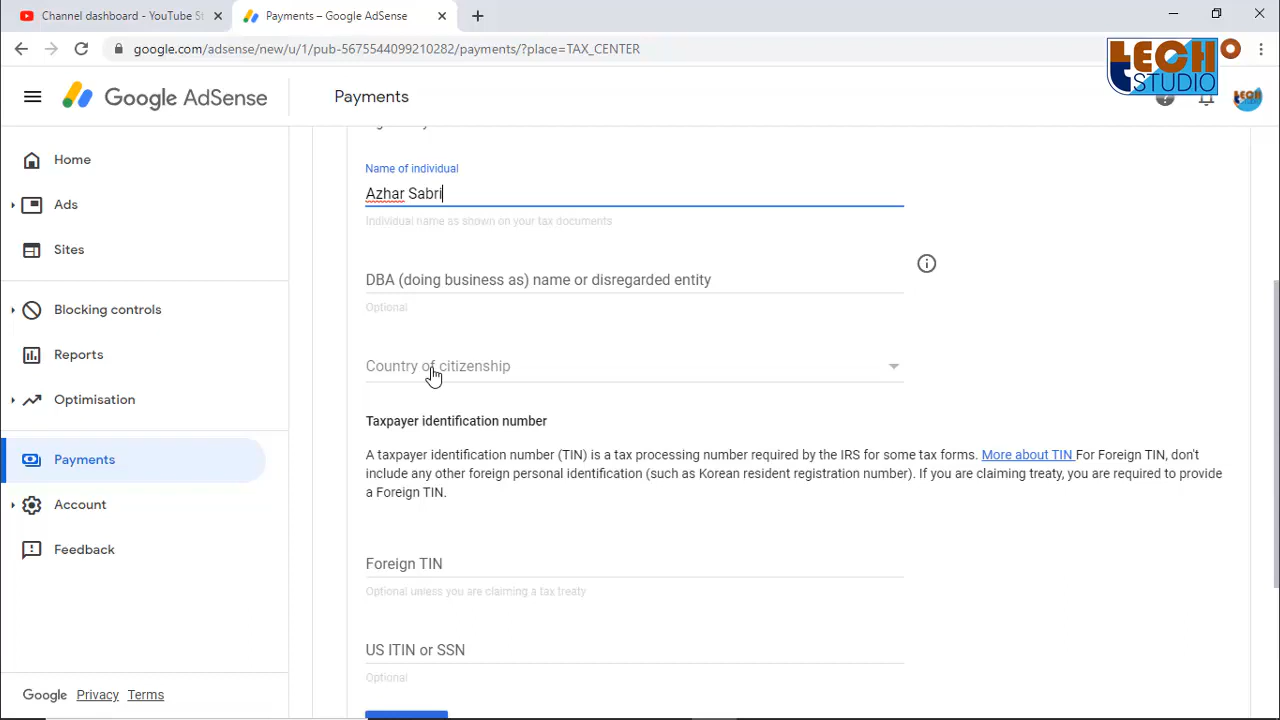 Channel dashboard - YouTube St
Payments – Google AdSense
google.com/adsense/new/u/1/pub-5675544099210282/payments/?place=TAX_CENTER
TECH
STUDIO
Google AdSense
Payments
Home
Ads
Sites
Blocking controls
Reports
Optimisation
Payments
Account
Feedback
Google Privacy Terms
Name of individual
Azhar Sabri
Individual name as shown on your tax documents
DBA (doing business as) name or disregarded entity
Optional
Country of citizenship
Taxpayer identification number
A taxpayer identification number (TIN) is a tax processing number required by the IRS for some tax forms. More about TIN For Foreign TIN, don't
include any other foreign personal identification (such as Korean resident registration number). If you are claiming treaty, you are required to provide
a Foreign TIN.
Foreign TIN
Optional unless you are claiming a tax treaty
US ITIN or SSN
Optional